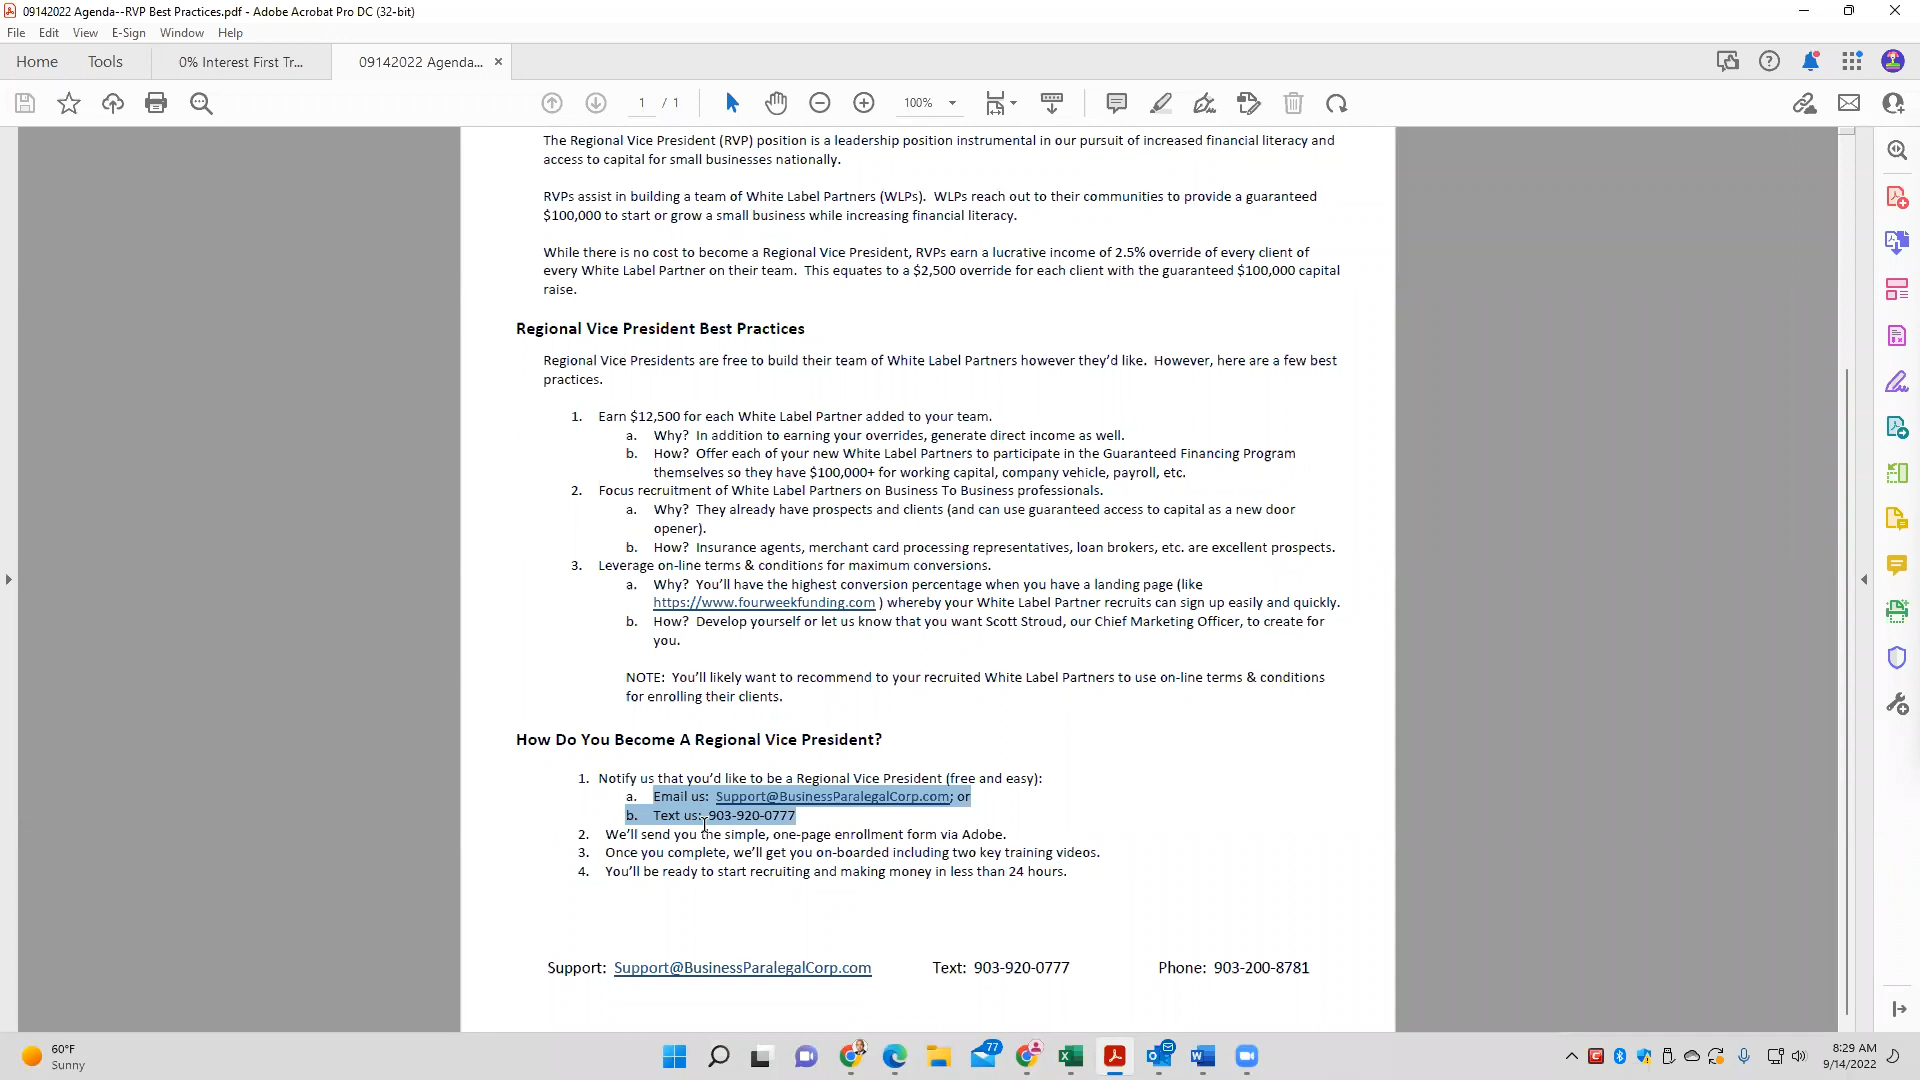 09142022 Agenda--RVP Best Practices.pdf - Adobe Acrobat Pro DC (32-bit)
File Edit View E-Sign Window Help
Home Tools 0% Interest First Tr... 09142022 Agenda... ×
1 / 1 100%
The Regional Vice President (RVP) position is a leadership position instrumental in our pursuit of increased financial literacy and
access to capital for small businesses nationally.
RVPs assist in building a team of White Label Partners (WLPs). WLPs reach out to their communities to provide a guaranteed
$100,000 to start or grow a small business while increasing financial literacy.
While there is no cost to become a Regional Vice President, RVPs earn a lucrative income of 2.5% override of every client of
every White Label Partner on their team. This equates to a $2,500 override for each client with the guaranteed $100,000 capital
raise.
Regional Vice President Best Practices
Regional Vice Presidents are free to build their team of White Label Partners however they’d like. However, here are a few best
practices.
1. Earn $12,500 for each White Label Partner added to your team.
a. Why? In addition to earning your overrides, generate direct income as well.
b. How? Offer each of your new White Label Partners to participate in the Guaranteed Financing Program
themselves so they have $100,000+ for working capital, company vehicle, payroll, etc.
2. Focus recruitment of White Label Partners on Business To Business professionals.
a. Why? They already have prospects and clients (and can use guaranteed access to capital as a new door
opener).
b. How? Insurance agents, merchant card processing representatives, loan brokers, etc. are excellent prospects.
3. Leverage on-line terms & conditions for maximum conversions.
a. Why? You’ll have the highest conversion percentage when you have a landing page (like
https://www.fourweekfunding.com ) whereby your White Label Partner recruits can sign up easily and quickly.
b. How? Develop yourself or let us know that you want Scott Stroud, our Chief Marketing Officer, to create for
you.
NOTE: You’ll likely want to recommend to your recruited White Label Partners to use on-line terms & conditions
for enrolling their clients.
How Do You Become A Regional Vice President?
1. Notify us that you’d like to be a Regional Vice President (free and easy):
a. Email us: Support@BusinessParalegalCorp.com; or
b. Text us: 903-920-0777
2. We’ll send you the simple, one-page enrollment form via Adobe.
3. Once you complete, we’ll get you on-boarded including two key training videos.
4. You’ll be ready to start recruiting and making money in less than 24 hours.
Support: Support@BusinessParalegalCorp.com Text: 903-920-0777 Phone: 903-200-8781
60°F
Sunny
77
8:29 AM
9/14/2022